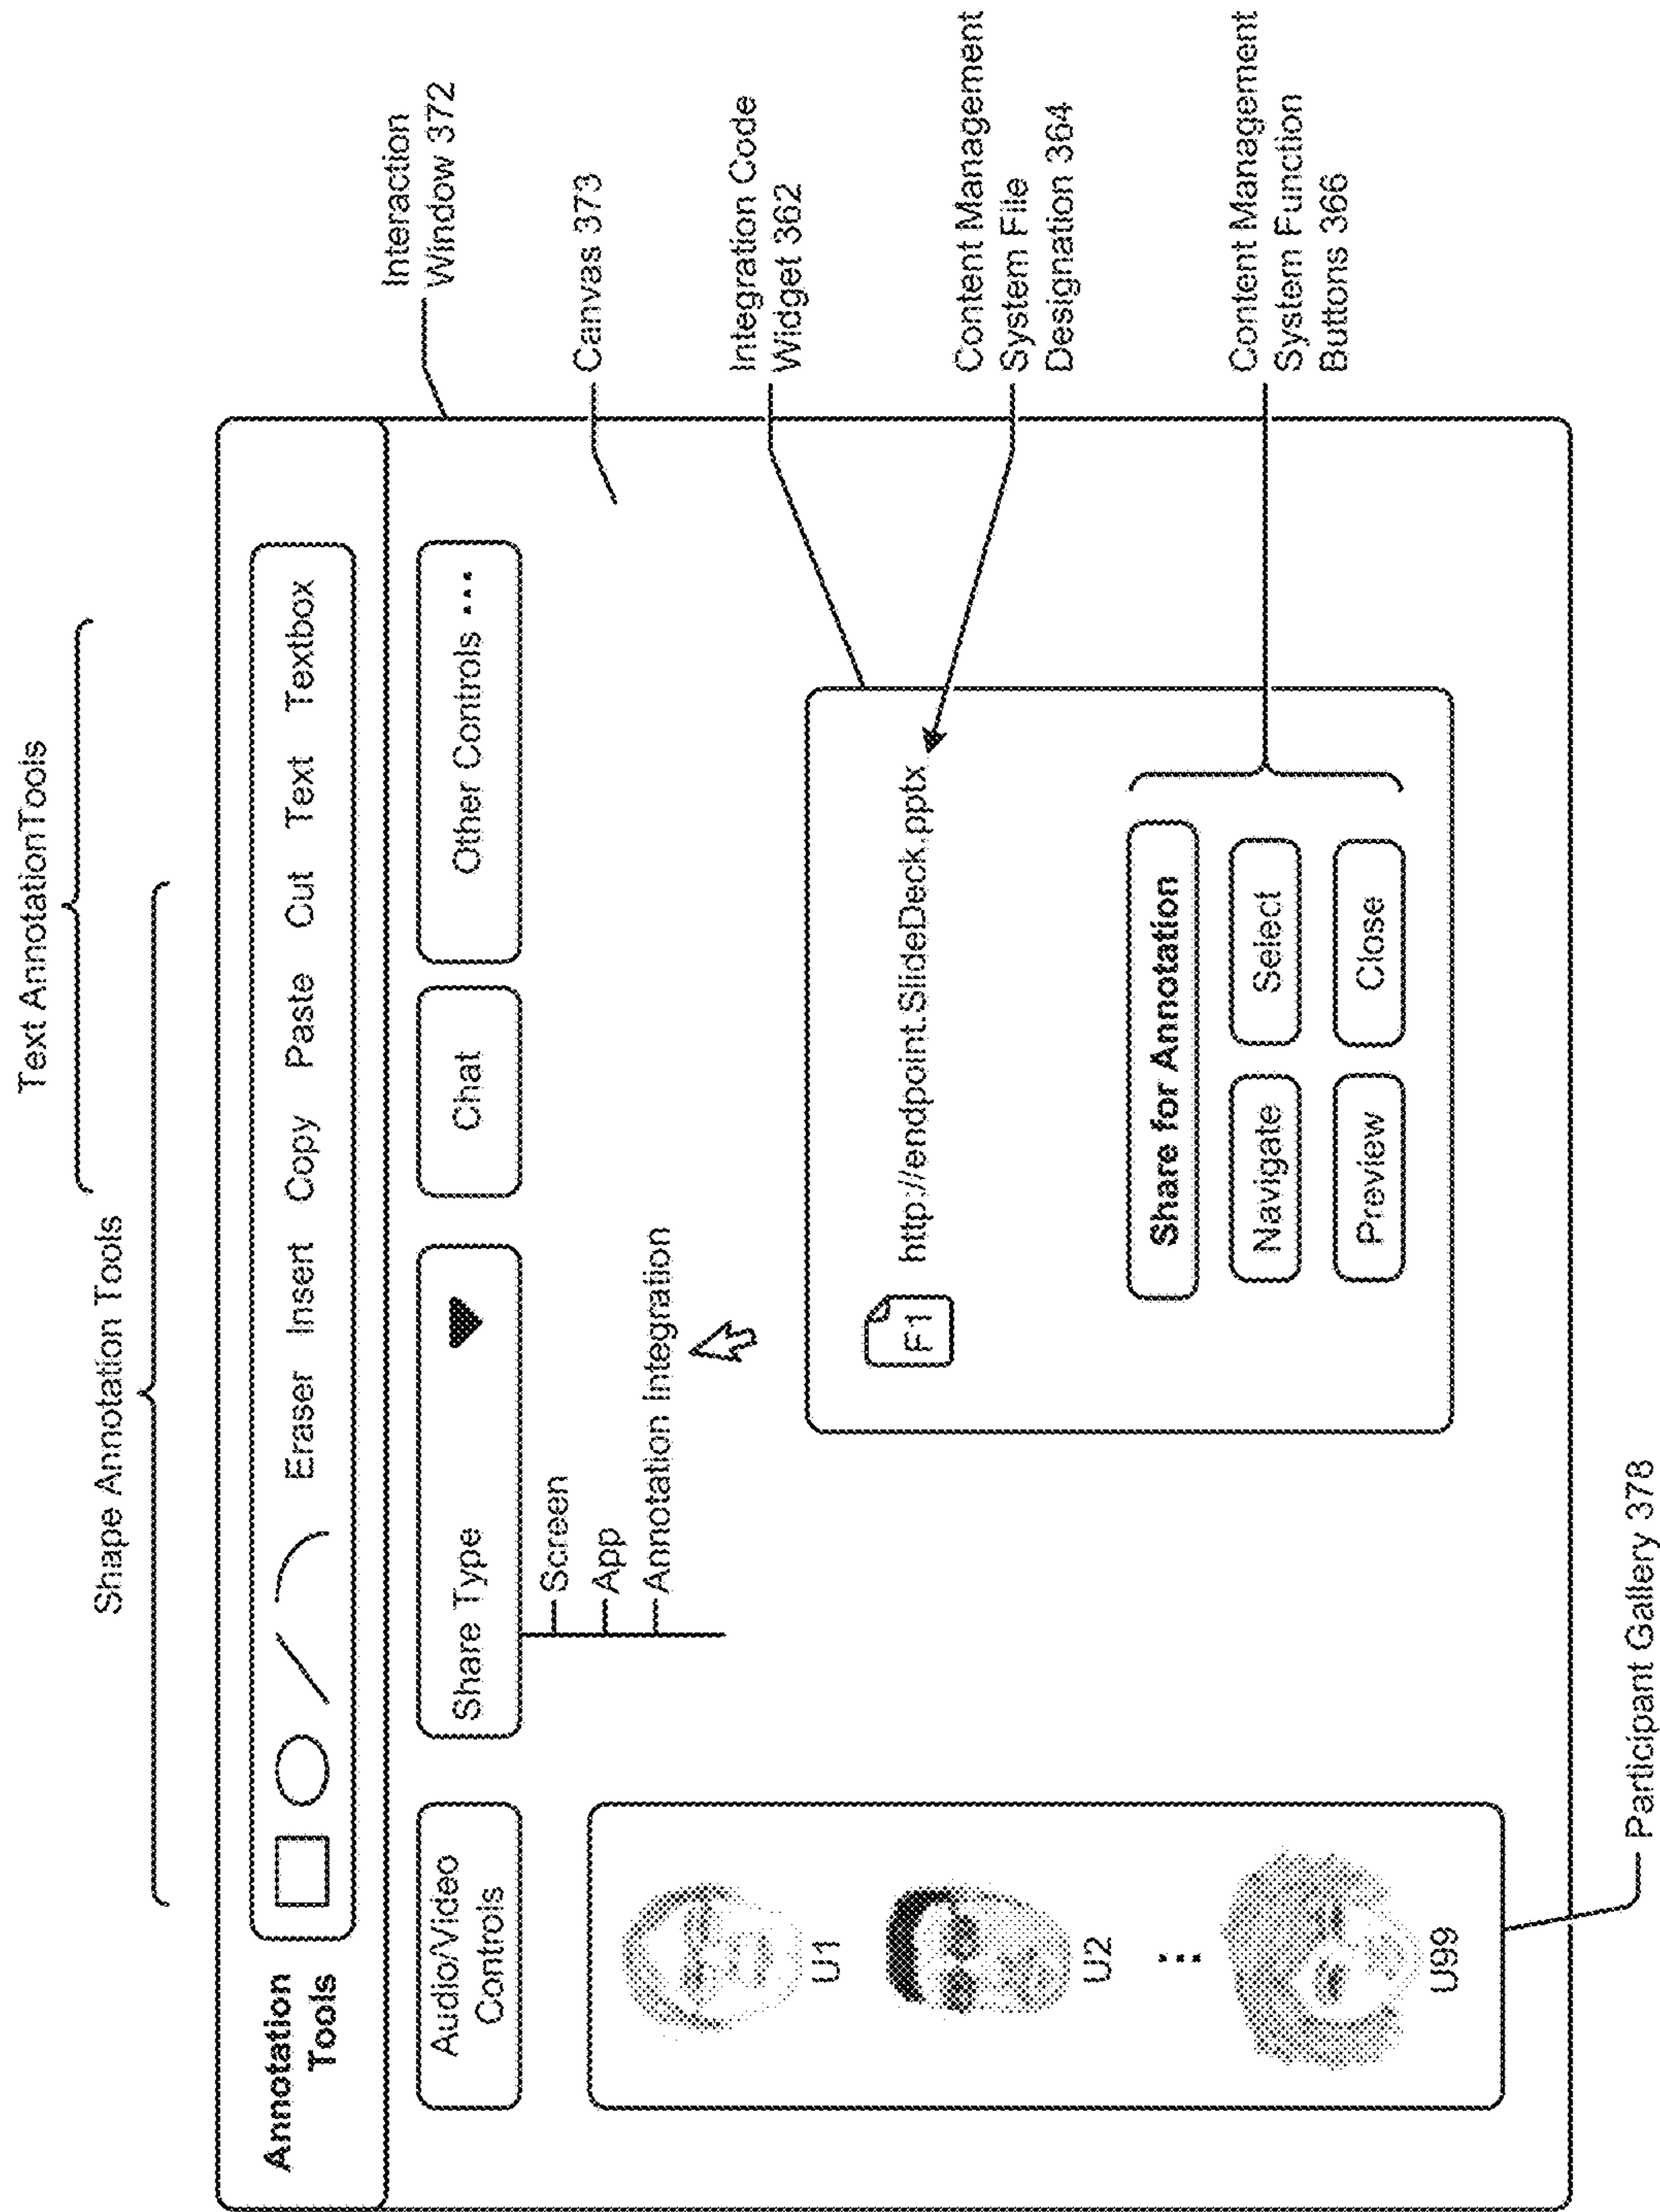 Text AnnotationTools
Shape Annotation Tools
Annotation
Tools
Eraser Insert Copy Paste Cut Text Textbox
Audio/Video
Controls
Share Type
Chat
Other Controls ...
Screen
App
Annotation Integration
U1
U2
U99
F1
http://endpoint.SlideDeck.pptx
Share for Annotation
Navigate
Select
Preview
Close
Interaction
Window 372
Canvas 373
Integration Code
Widget 362
Content Management
System File
Designation 364
Content Management
System Function
Buttons 366
Participant Gallery 378